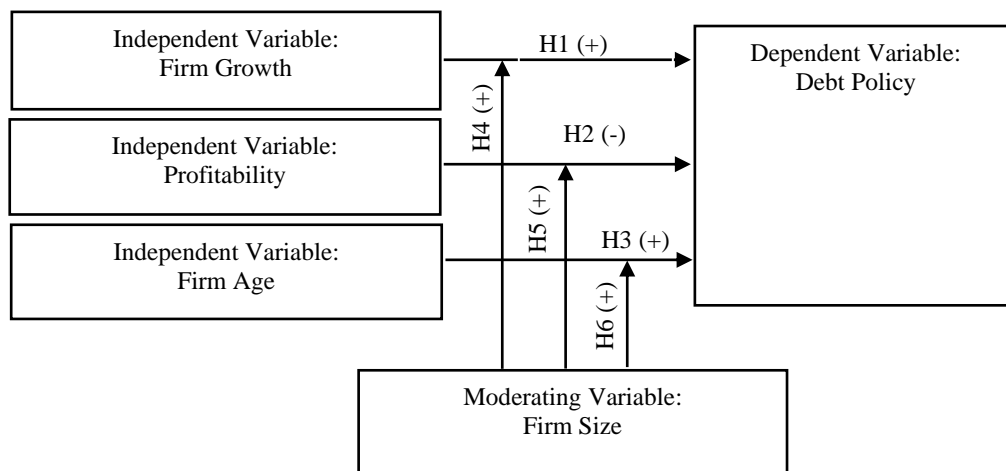 Independent Variable:
Firm Growth
H1 (+)
Dependent Variable:
Debt Policy
H4 (+)
Independent Variable:
Profitability
H2 (-)
H5 (+)
Independent Variable:
Firm Age
H3 (+)
H6 (+)
Moderating Variable:
Firm Size